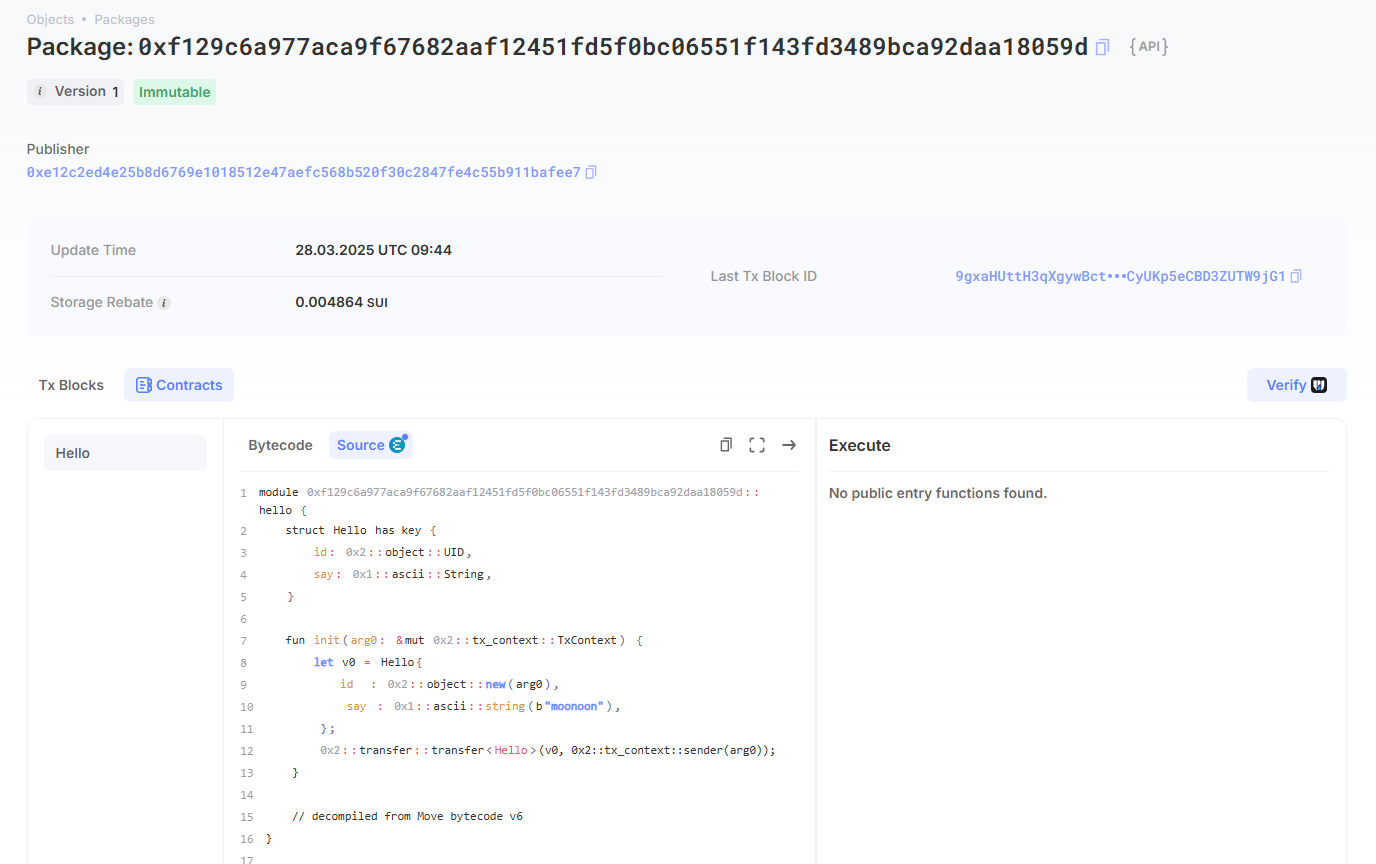 Objects • Packages
Package: 0xf129c6a977aca9f67682aaf12451fd5f0bc06551f143fd3489bca92daa18059d {API}
i Version 1 Immutable
Publisher
0xe12c2ed4e25b8d6769e1018512e47aefc568b520f30c2847fe4c55b911bafee7
Update Time 28.03.2025 UTC 09:44
Last Tx Block ID 9gxaHUttH3qXgywBct•••CyUKp5eCBD3ZUTW9jG1
Storage Rebate i 0.004864 SUI
Tx Blocks Contracts Verify
Hello
Bytecode Source
1 module 0xf129c6a977aca9f67682aaf12451fd5f0bc06551f143fd3489bca92daa18059d::
hello {
2 struct Hello has key {
3 id: 0x2::object::UID,
4 say: 0x1::ascii::String,
5 }
6
7 fun init(arg0: &mut 0x2::tx_context::TxContext) {
8 let v0 = Hello{
9 id : 0x2::object::new(arg0),
10 say : 0x1::ascii::string(b"moonoon"),
11 };
12 0x2::transfer::transfer<Hello>(v0, 0x2::tx_context::sender(arg0));
13 }
14
15 // decompiled from Move bytecode v6
16 }
17
Execute
No public entry functions found.